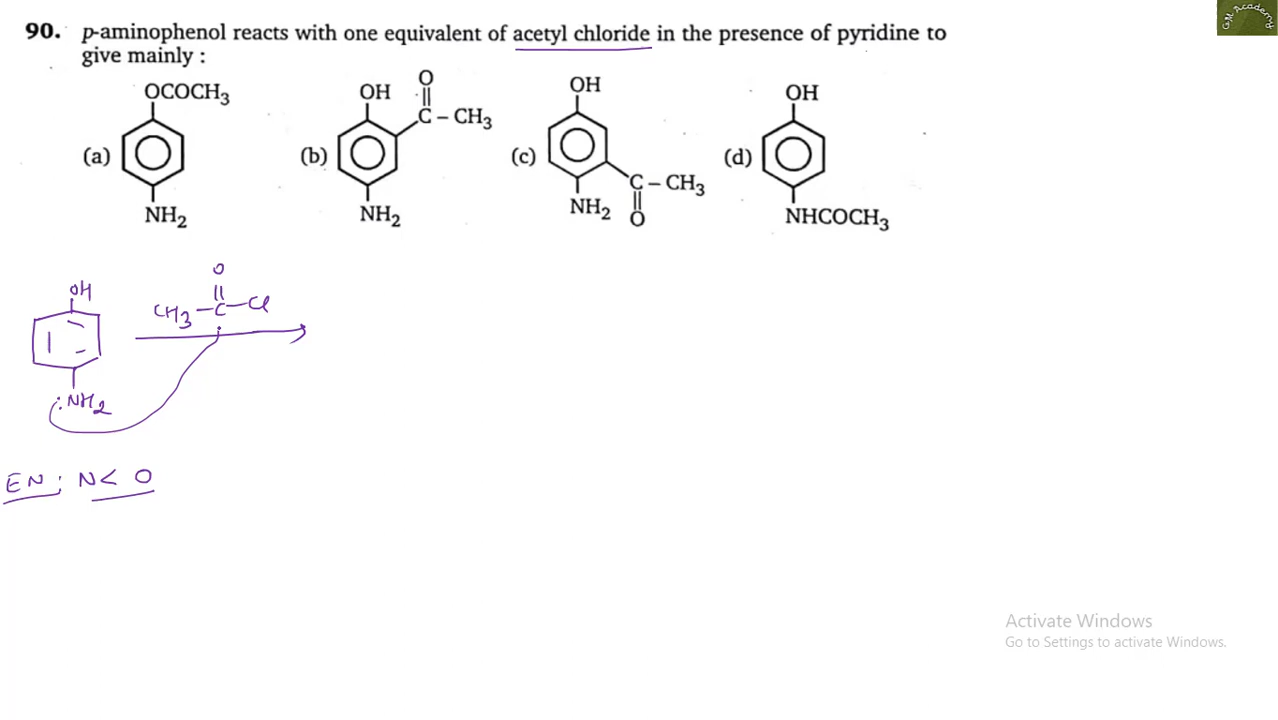 GM Academy
90. p-aminophenol reacts with one equivalent of acetyl chloride in the presence of pyridine to
give mainly :
(a) OCOCH3 NH2
(b) OH O || C – CH3 NH2
(c) OH C – CH3 || O NH2
(d) OH NHCOCH3
OH
O
||
CH3 – C – Cl
:NH2
EN : N < O
Activate Windows
Go to Settings to activate Windows.